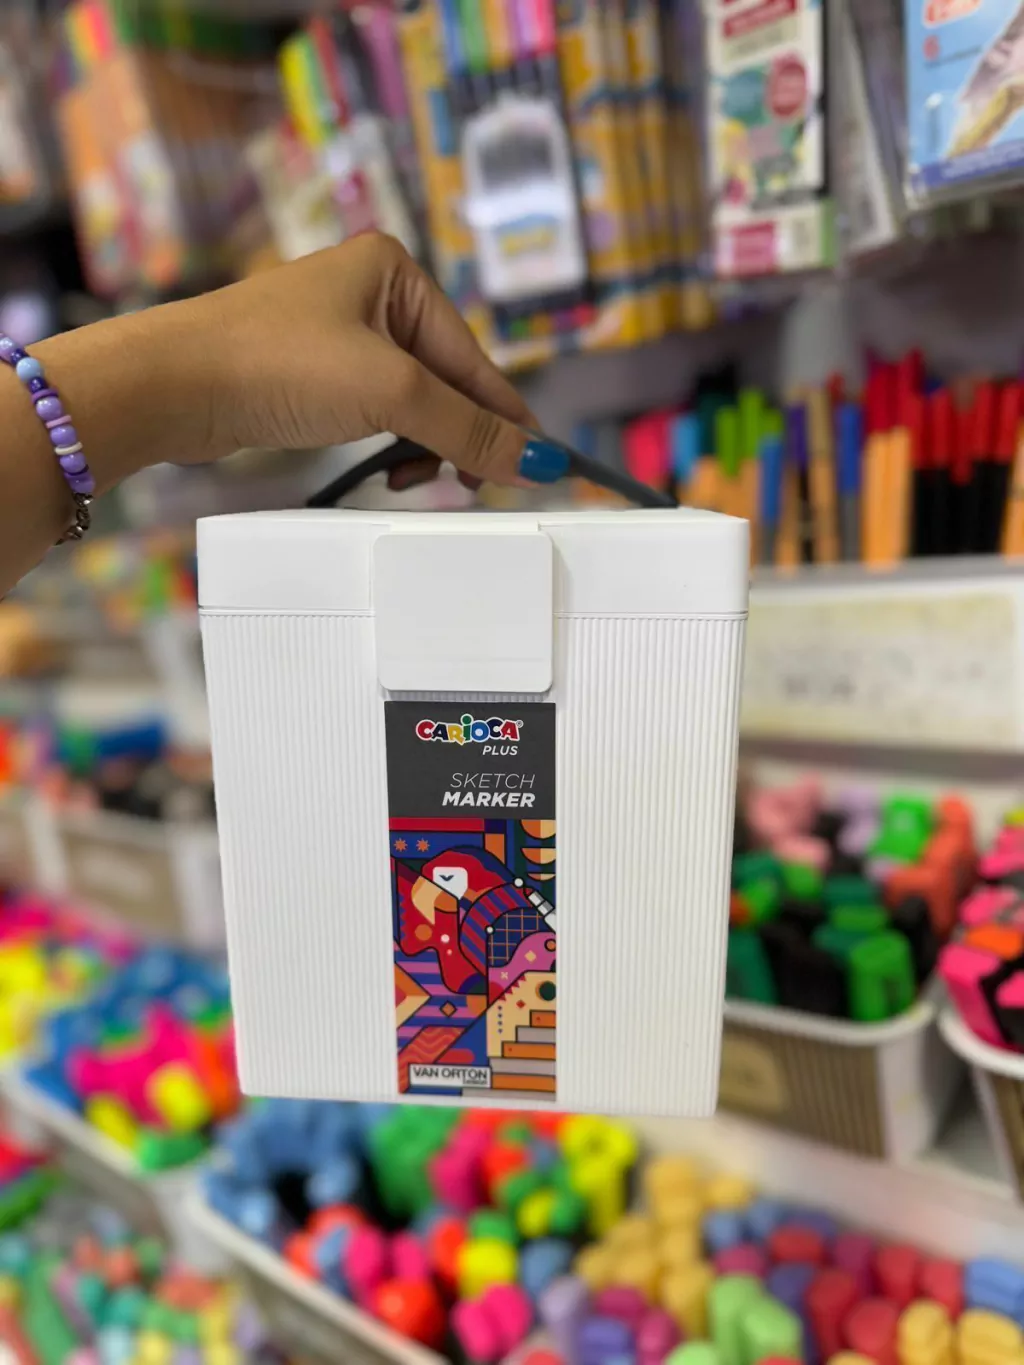 CARIOCA®
PLUS
SKETCH
MARKER
VAN ORTON